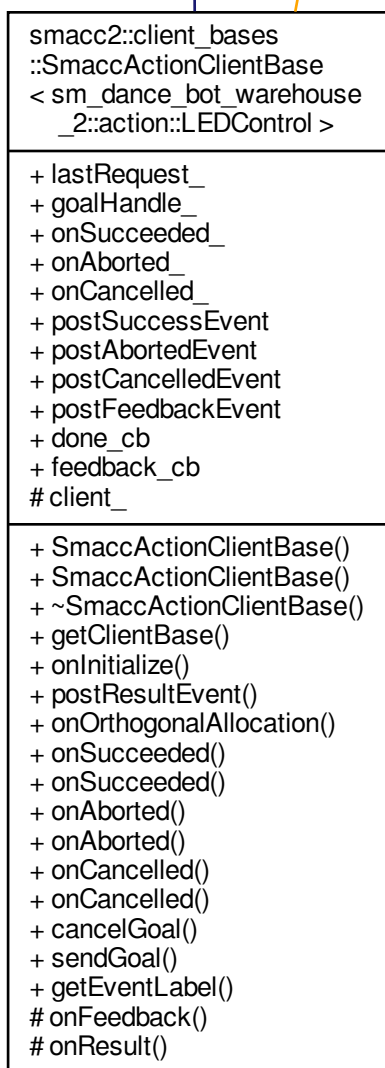 smacc2::client_bases
::SmaccActionClientBase
< sm_dance_bot_warehouse
_2::action::LEDControl >
+ lastRequest_
+ goalHandle_
+ onSucceeded_
+ onAborted_
+ onCancelled_
+ postSuccessEvent
+ postAbortedEvent
+ postCancelledEvent
+ postFeedbackEvent
+ done_cb
+ feedback_cb
# client_
+ SmaccActionClientBase()
+ SmaccActionClientBase()
+ ~SmaccActionClientBase()
+ getClientBase()
+ onInitialize()
+ postResultEvent()
+ onOrthogonalAllocation()
+ onSucceeded()
+ onSucceeded()
+ onAborted()
+ onAborted()
+ onCancelled()
+ onCancelled()
+ cancelGoal()
+ sendGoal()
+ getEventLabel()
# onFeedback()
# onResult()